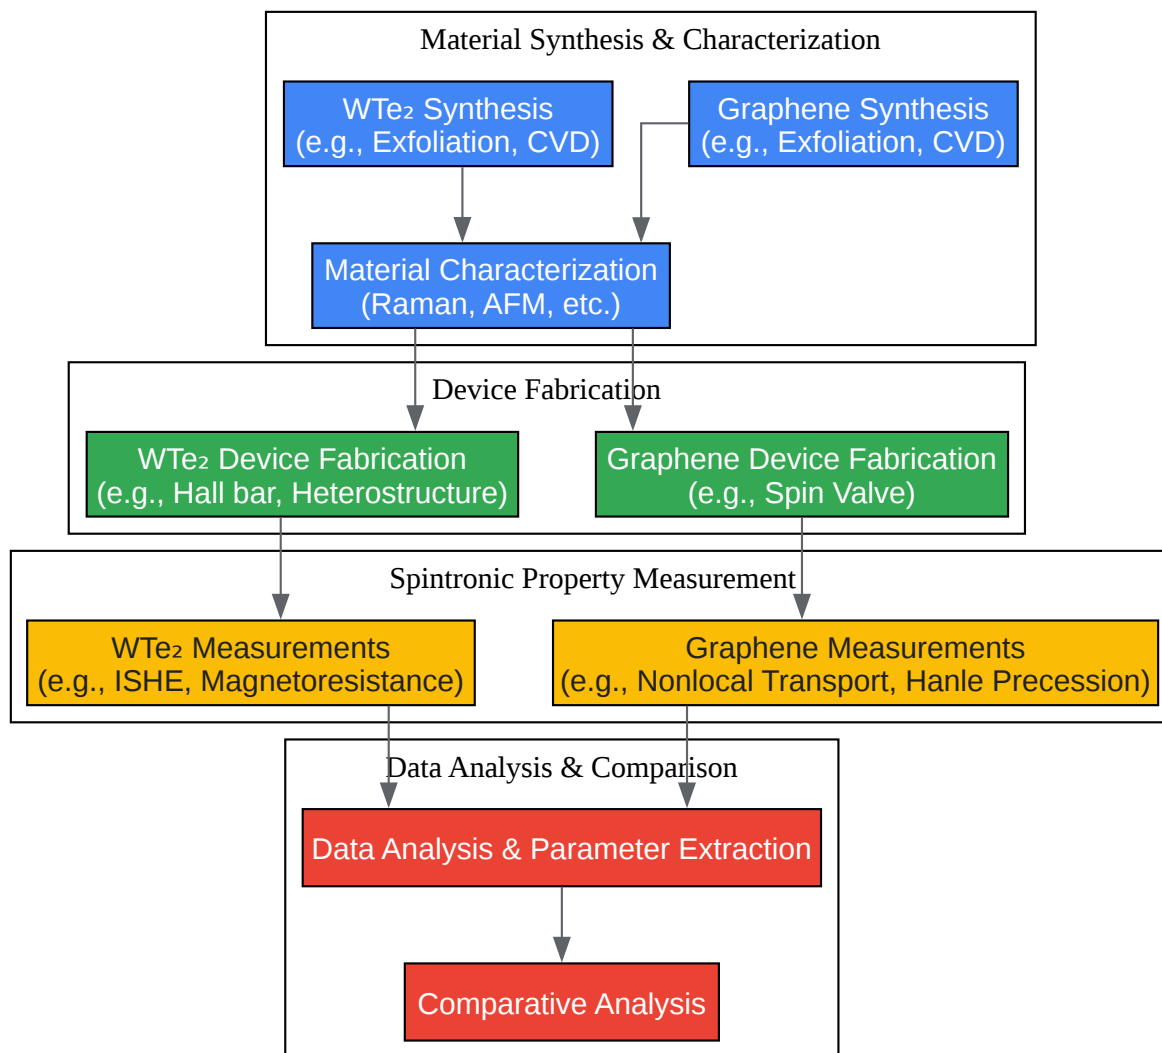 Material Synthesis & Characterization
WTe₂ Synthesis
(e.g., Exfoliation, CVD)
Graphene Synthesis
(e.g., Exfoliation, CVD)
Material Characterization
(Raman, AFM, etc.)
Device Fabrication
WTe₂ Device Fabrication
(e.g., Hall bar, Heterostructure)
Graphene Device Fabrication
(e.g., Spin Valve)
Spintronic Property Measurement
WTe₂ Measurements
(e.g., ISHE, Magnetoresistance)
Graphene Measurements
(e.g., Nonlocal Transport, Hanle Precession)
Data Analysis & Comparison
Data Analysis & Parameter Extraction
Comparative Analysis